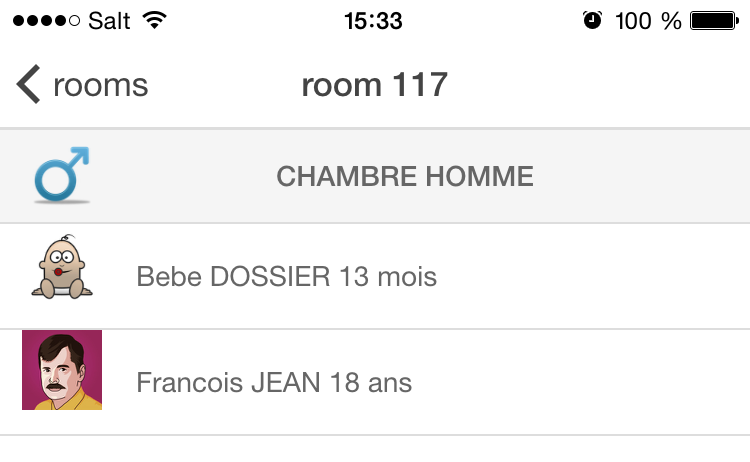 Salt 15:33 100 %
rooms room 117
CHAMBRE HOMME
Bebe DOSSIER 13 mois
Francois JEAN 18 ans